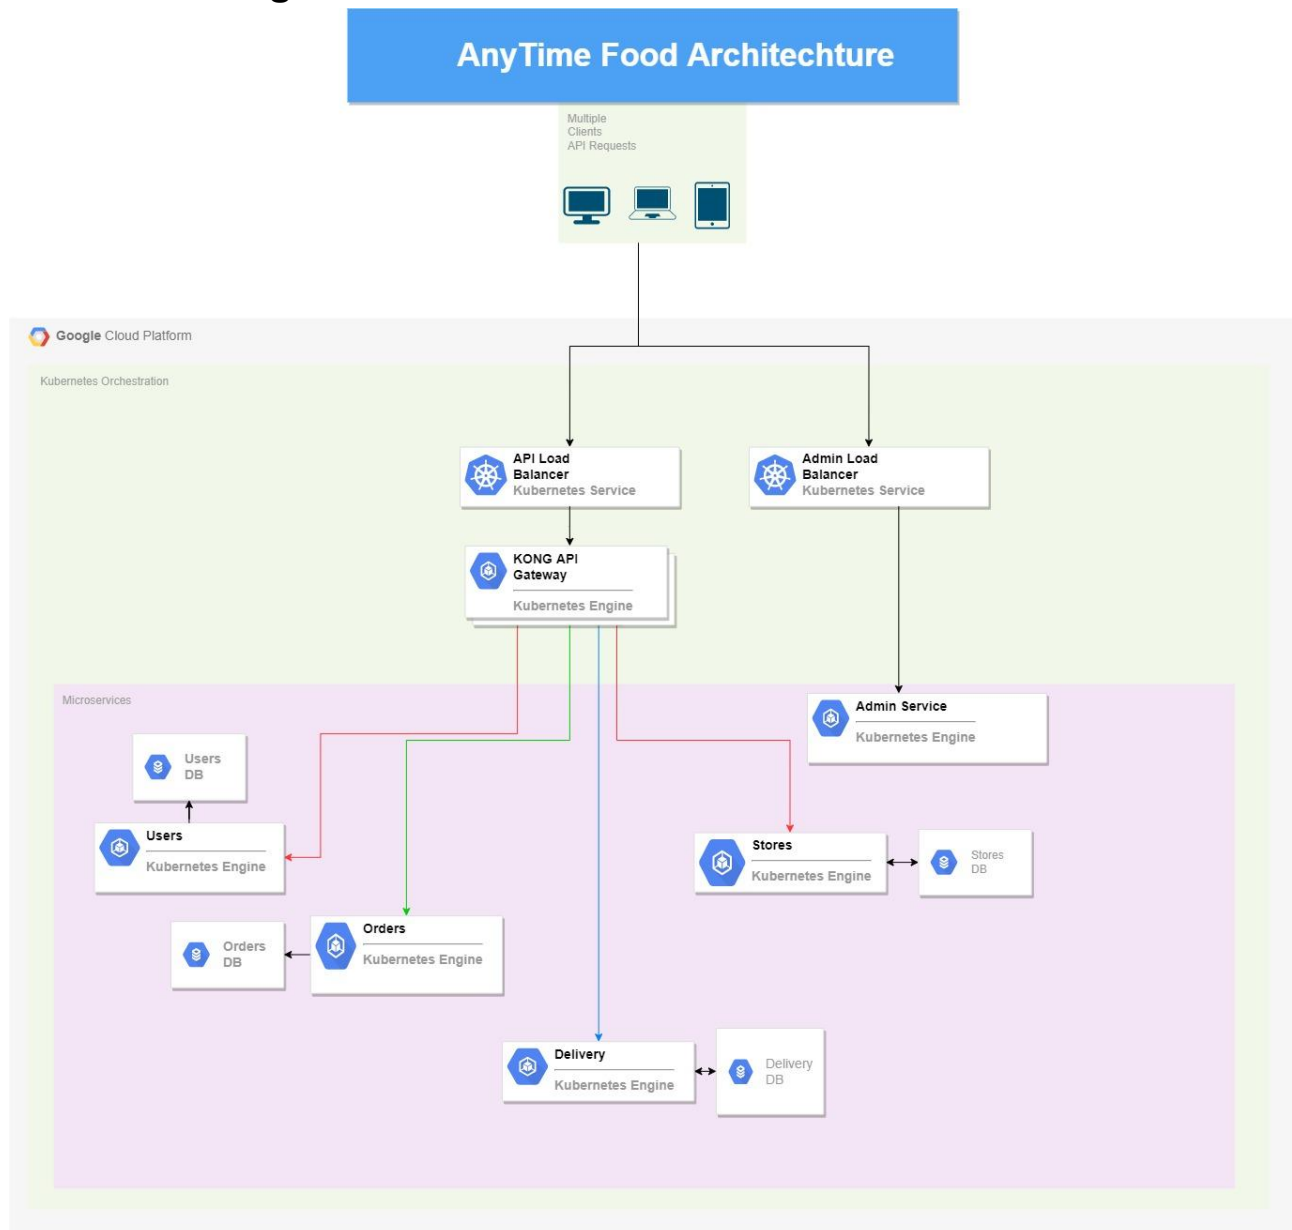 g
AnyTime Food Architechture
Multiple
Clients
API Requests
Google Cloud Platform
Kubernetes Orchestration
API Load
Balancer
Kubernetes Service
Admin Load
Balancer
Kubernetes Service
KONG API
Gateway
Kubernetes Engine
Microservices
Admin Service
Kubernetes Engine
Users
DB
Users
Kubernetes Engine
Stores
Kubernetes Engine
Stores
DB
Orders
DB
Orders
Kubernetes Engine
Delivery
Kubernetes Engine
Delivery
DB